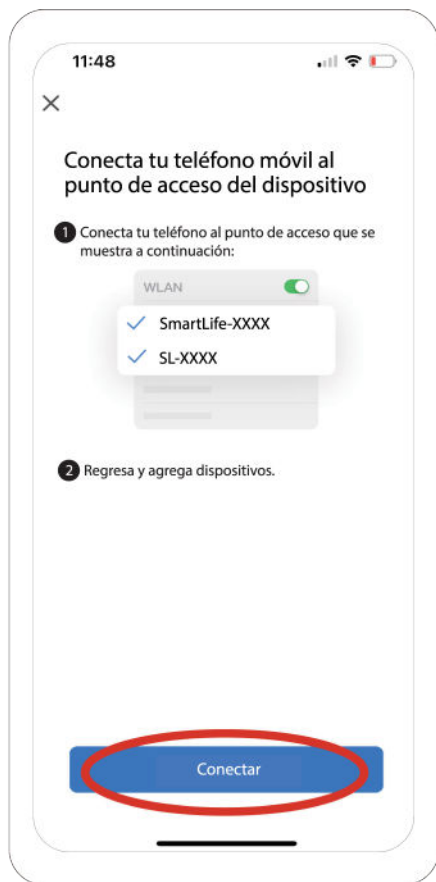 11:48
Conecta tu teléfono móvil al
punto de acceso del dispositivo
1 Conecta tu teléfono al punto de acceso que se
muestra a continuación:
WLAN
SmartLife-XXXX
SL-XXXX
2 Regresa y agrega dispositivos.
Conectar